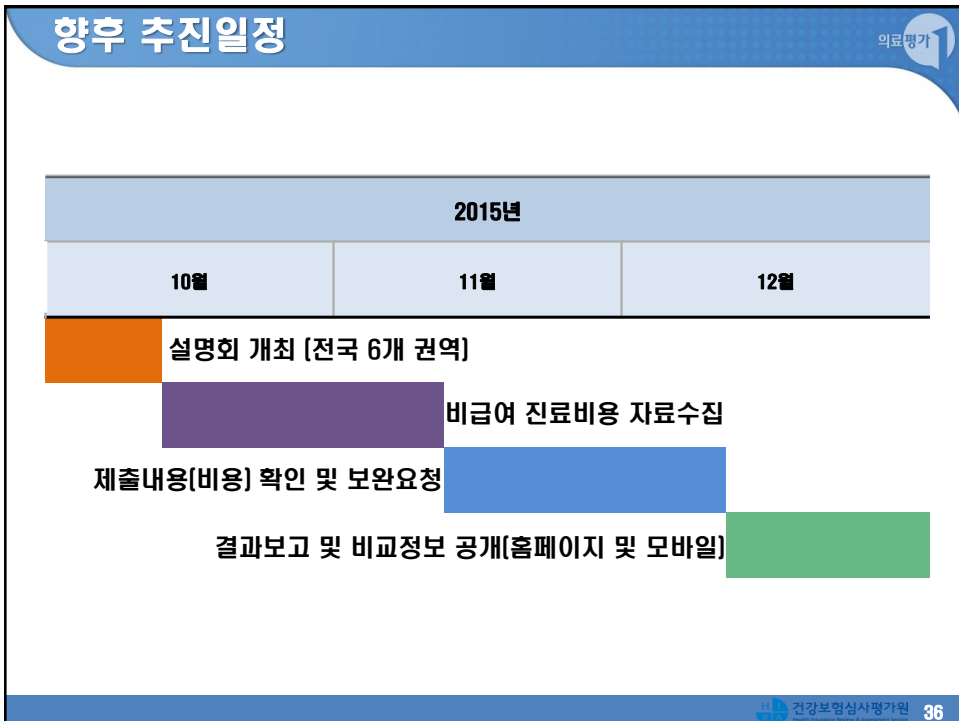 향후 추진일정
의료평가1
2015년
10월 11월 12월
설명회 개최 (전국 6개 권역)
비급여 진료비용 자료수집
제출내용(비용) 확인 및 보완요청
결과보고 및 비교정보 공개(홈페이지 및 모바일)
건강보험심사평가원 36